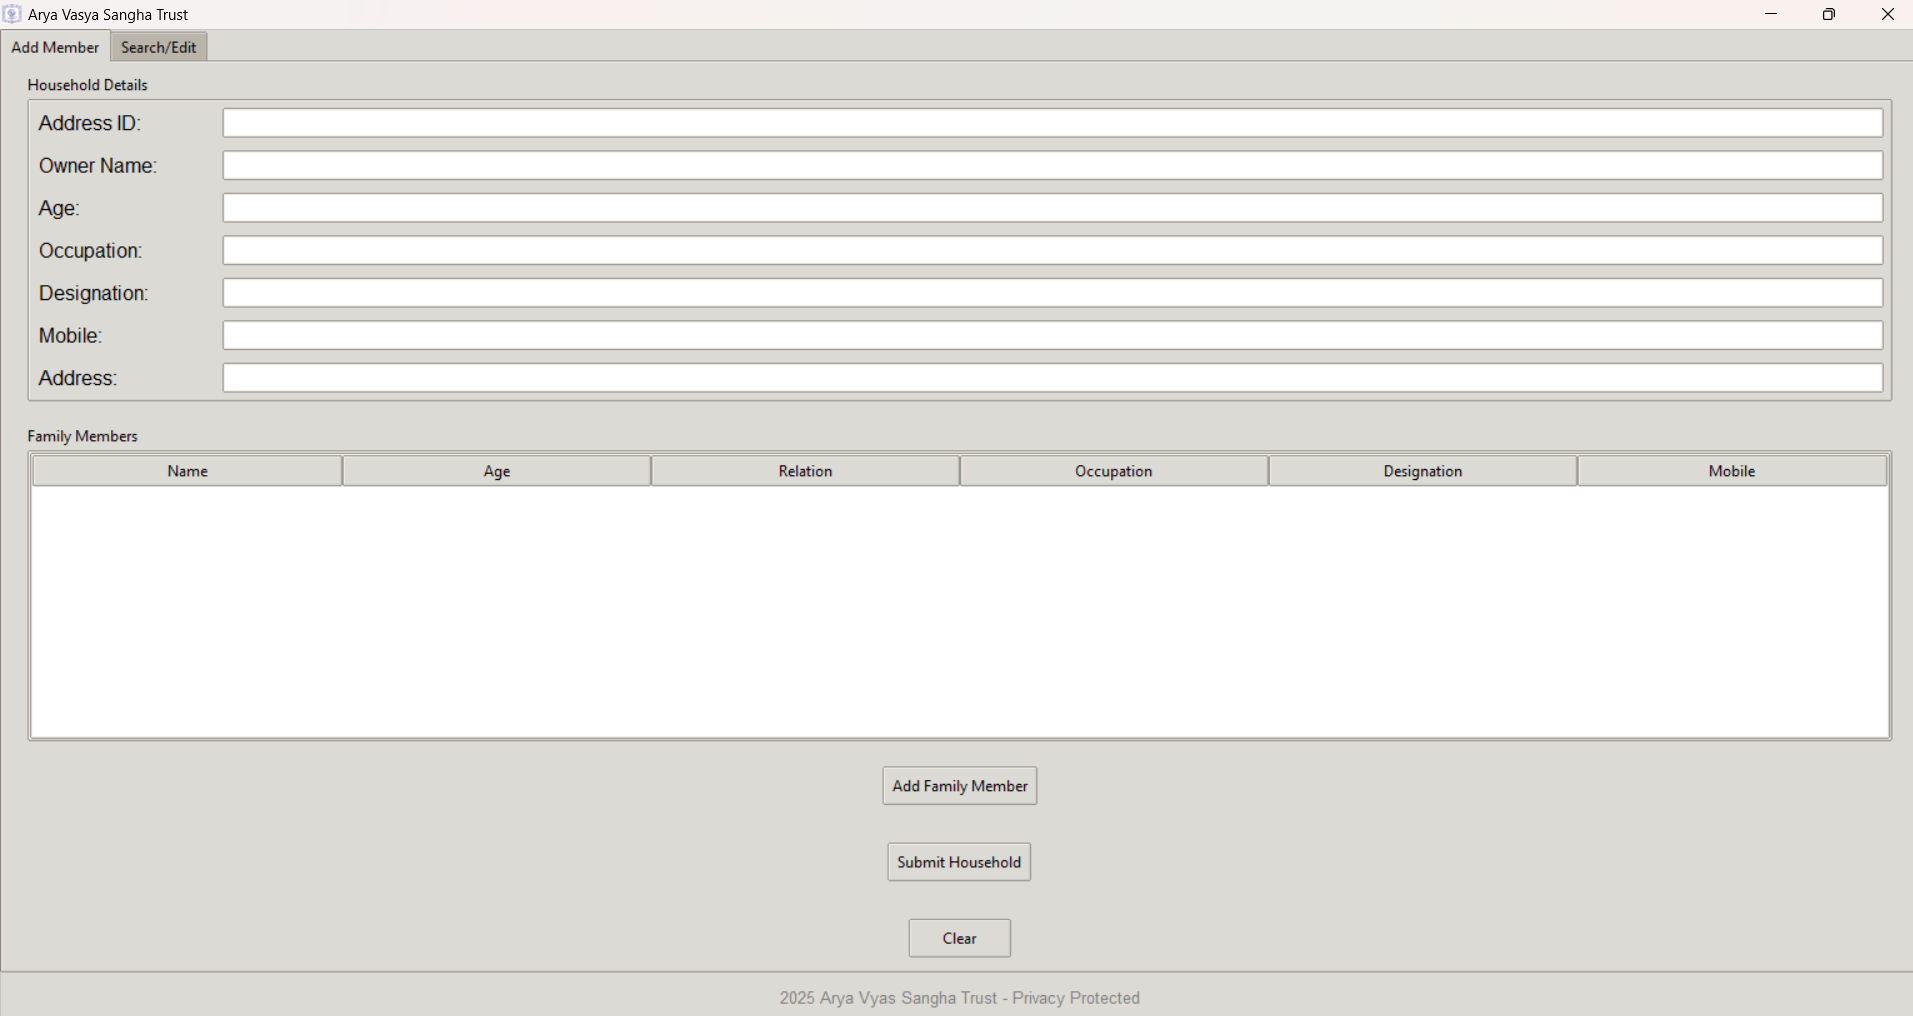 Arya Vasya Sangha Trust
Add Member Search/Edit
Household Details
Address ID:
Owner Name:
Age:
Occupation:
Designation:
Mobile:
Address:
Family Members
Name Age Relation Occupation Designation Mobile
Add Family Member
Submit Household
Clear
2025 Arya Vyas Sangha Trust - Privacy Protected